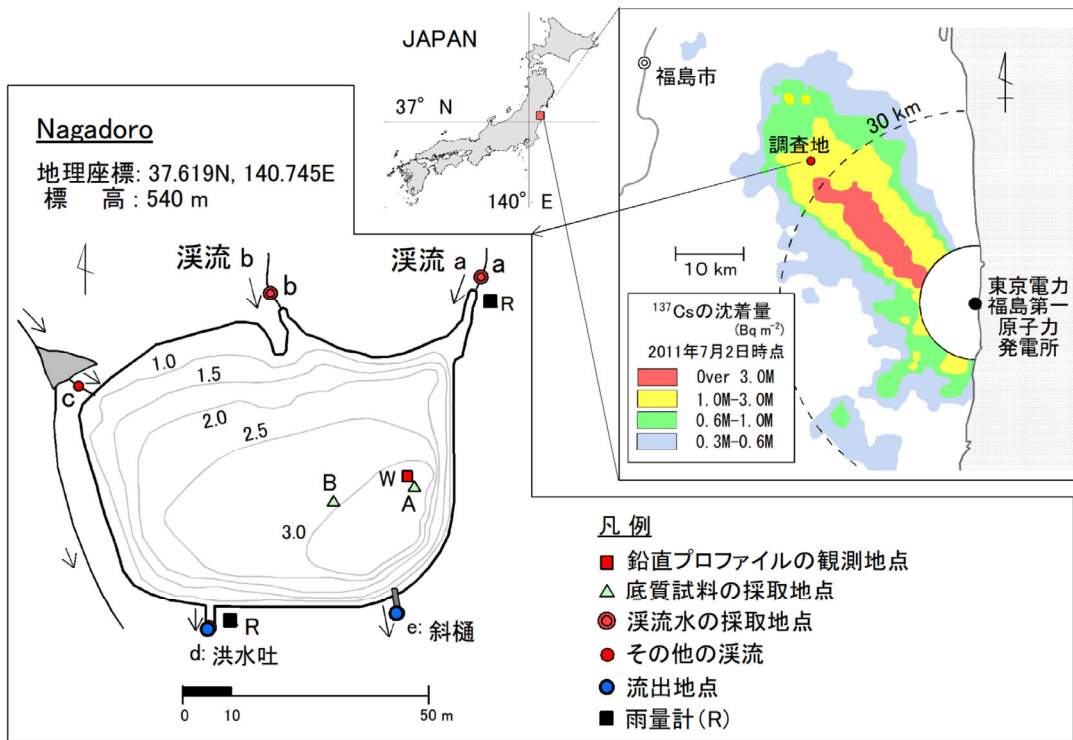 JAPAN
37° N
140° E
Nagadoro
地理座標: 37.619N, 140.745E
標 高 : 540 m
福島市
30 km
調査地
10 km
東京電力
福島第一
原子力
発電所
¹³⁷Csの沈着量
(Bq m⁻²)
2011年7月2日時点
Over 3.0M
1.0M−3.0M
0.6M−1.0M
0.3M−0.6M
渓流 b
b
渓流 a
a
R
1.0
1.5
2.0
2.5
3.0
c
B
W
A
R
d: 洪水吐
e: 斜樋
0 10 50 m
凡 例
鉛直プロファイルの観測地点
底質試料の採取地点
渓流水の採取地点
その他の渓流
流出地点
雨量計(R)